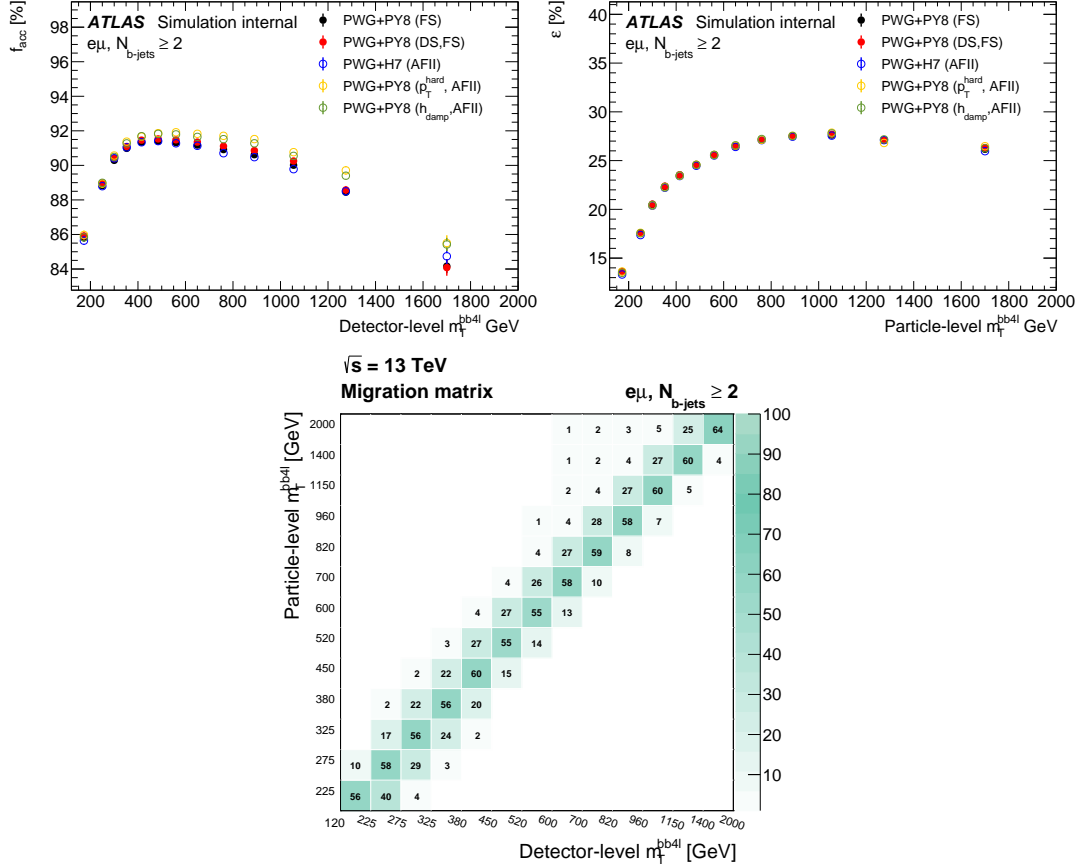 f_acc [%]
ATLAS Simulation internal
eμ, N_b-jets ≥ 2
PWG+PY8 (FS)
PWG+PY8 (DS,FS)
PWG+H7 (AFII)
PWG+PY8 (p_T^hard, AFII)
PWG+PY8 (h_damp,AFII)
98
96
94
92
90
88
86
84
200 400 600 800 1000 1200 1400 1600 1800 2000
Detector-level m_T^bb4l GeV
ε [%]
ATLAS Simulation internal
eμ, N_b-jets ≥ 2
PWG+PY8 (FS)
PWG+PY8 (DS,FS)
PWG+H7 (AFII)
PWG+PY8 (p_T^hard, AFII)
PWG+PY8 (h_damp,AFII)
40
35
30
25
20
15
200 400 600 800 1000 1200 1400 1600 1800 2000
Particle-level m_T^bb4l GeV
√s = 13 TeV
Migration matrix eμ, N_b-jets ≥ 2
Particle-level m_T^bb4l [GeV]
2000 1 2 3 5 25 64
1400 1 2 4 27 60 4
1150 2 4 27 60 5
960 1 4 28 58 7
820 4 27 59 8
700 4 26 58 10
600 4 27 55 13
520 3 27 55 14
450 2 22 60 15
380 2 22 56 20
325 17 56 24 2
275 10 58 29 3
225 56 40 4
120 225 275 325 380 450 520 600 700 820 960 1150 1400 2000
Detector-level m_T^bb4l [GeV]
100
90
80
70
60
50
40
30
20
10